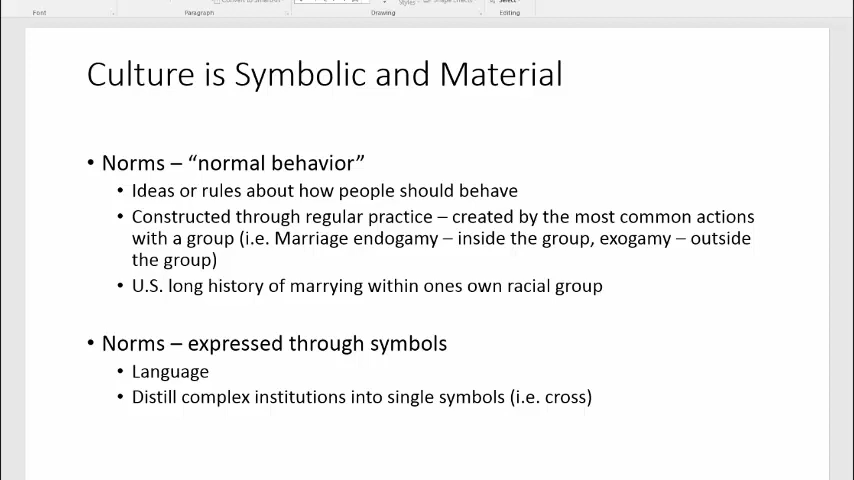 Font
Paragraph
Drawing
Editing
Culture is Symbolic and Material
• Norms – “normal behavior”
• Ideas or rules about how people should behave
• Constructed through regular practice – created by the most common actions
with a group (i.e. Marriage endogamy – inside the group, exogamy – outside
the group)
• U.S. long history of marrying within ones own racial group
• Norms – expressed through symbols
• Language
• Distill complex institutions into single symbols (i.e. cross)